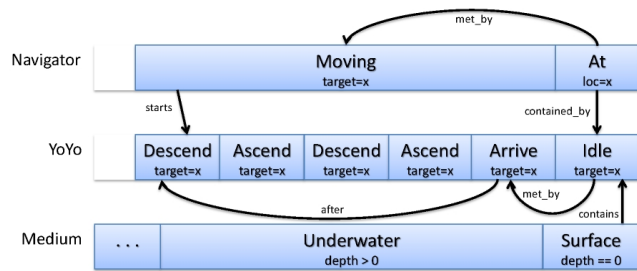 met_by
Navigator
Moving
target=x
At
loc=x
starts
contained_by
YoYo
Descend
target=x
Ascend
target=x
Descend
target=x
Ascend
target=x
Arrive
target=x
Idle
target=x
after
met_by
contains
Medium
. . .
Underwater
depth > 0
Surface
depth == 0